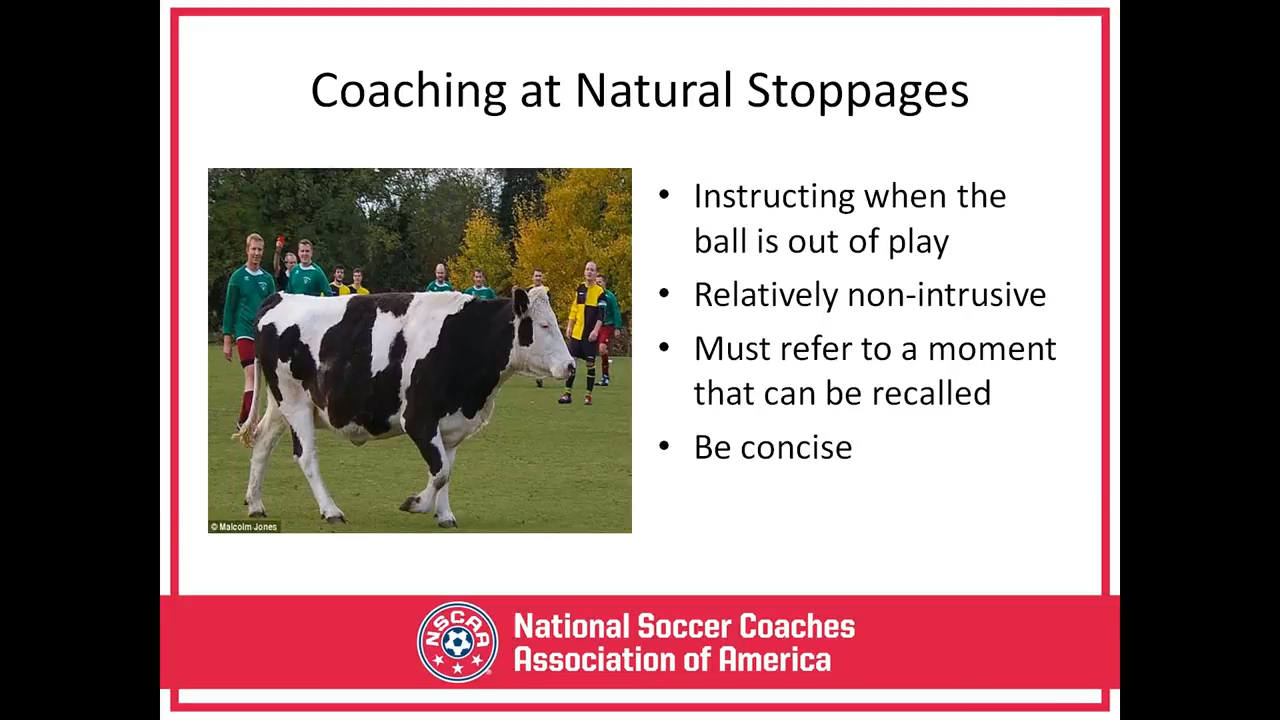 Coaching at Natural Stoppages
• Instructing when the
ball is out of play
• Relatively non-intrusive
• Must refer to a moment
that can be recalled
• Be concise
© Malcolm Jones
NSCAA
National Soccer Coaches
Association of America